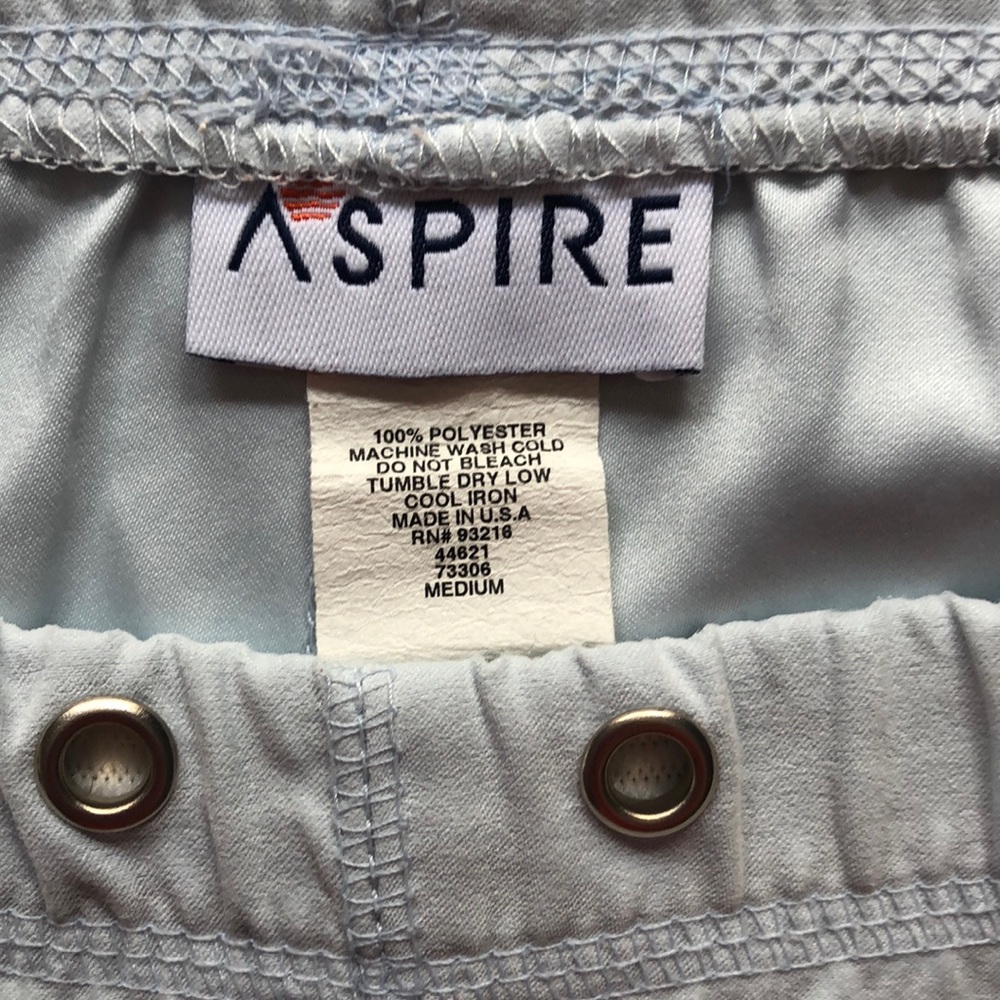 ASPIRE
100% POLYESTER
MACHINE WASH COLD
DO NOT BLEACH
TUMBLE DRY LOW
COOL IRON
MADE IN U.S.A
RN# 93216
44621
73306
MEDIUM